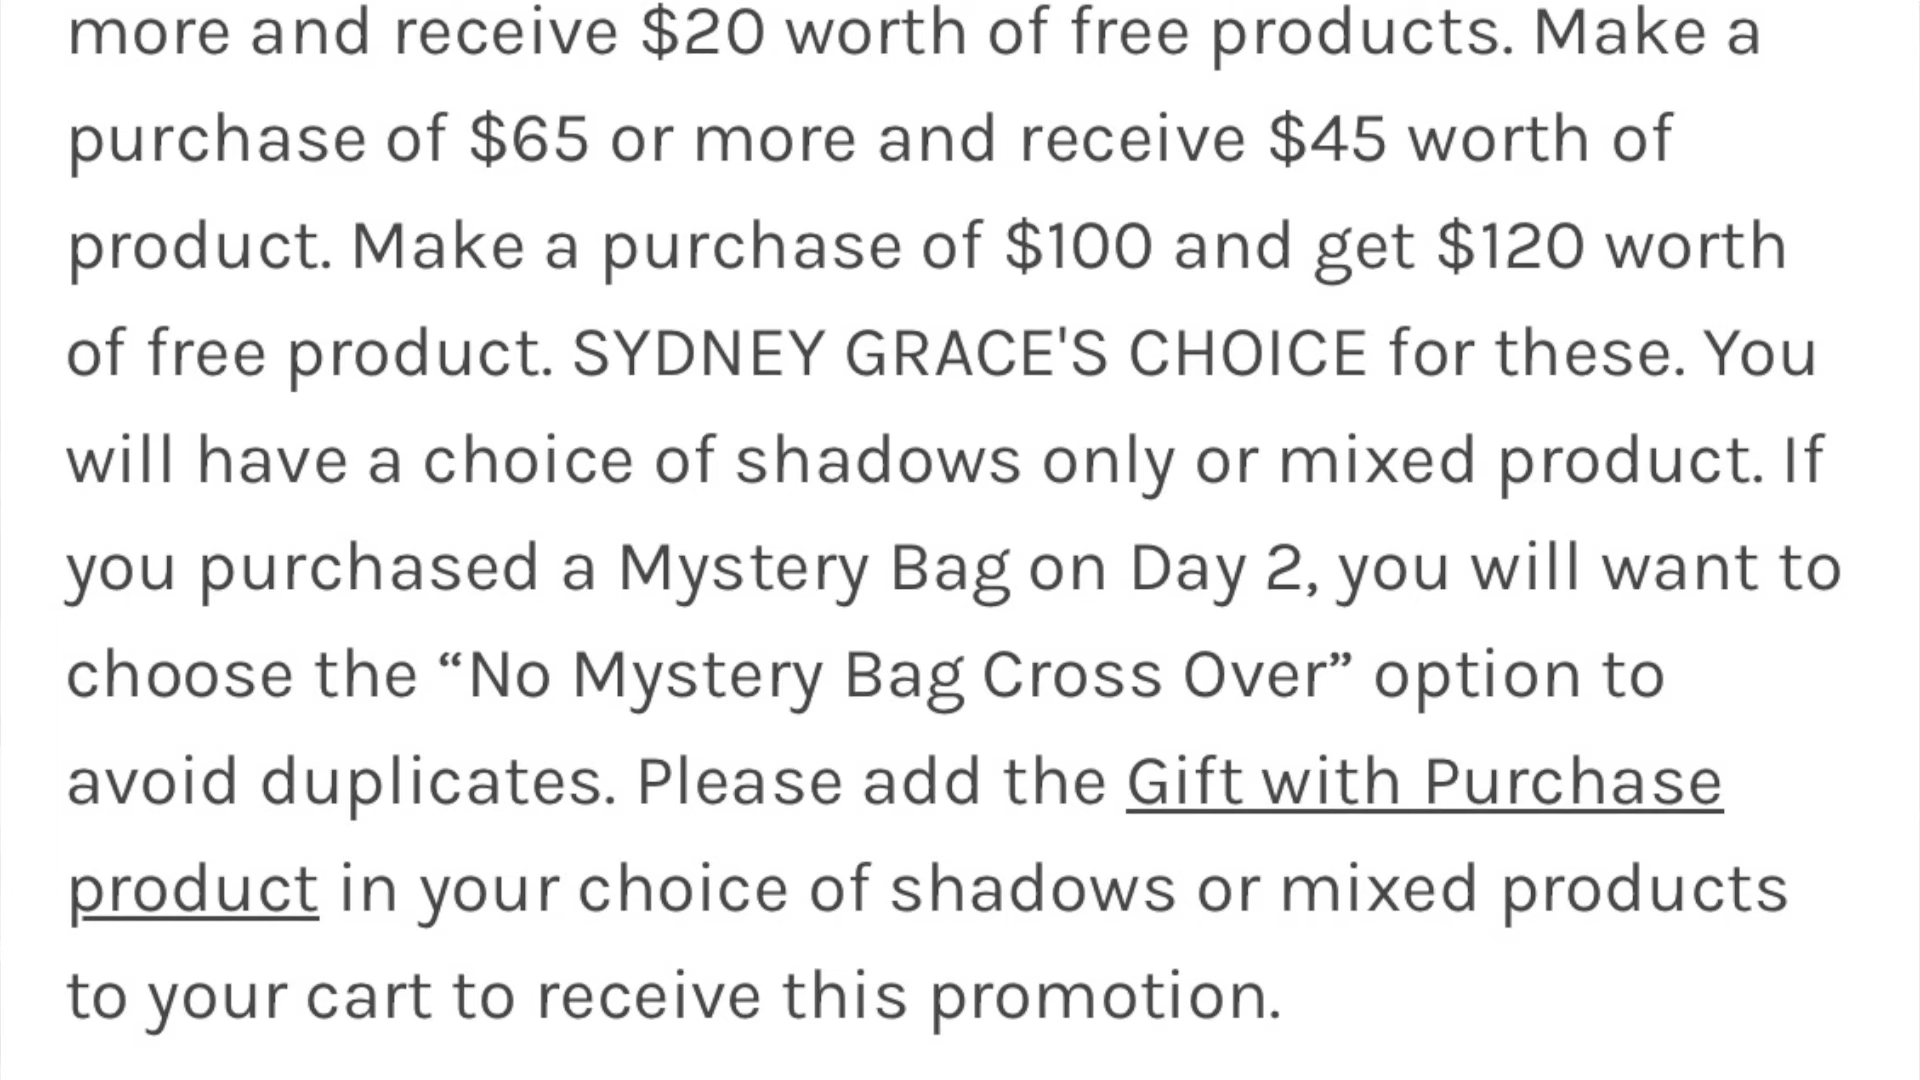 more and receive $20 worth of free products. Make a
purchase of $65 or more and receive $45 worth of
product. Make a purchase of $100 and get $120 worth
of free product. SYDNEY GRACE'S CHOICE for these. You
will have a choice of shadows only or mixed product. If
you purchased a Mystery Bag on Day 2, you will want to
choose the “No Mystery Bag Cross Over” option to
avoid duplicates. Please add the Gift with Purchase
product in your choice of shadows or mixed products
to your cart to receive this promotion.